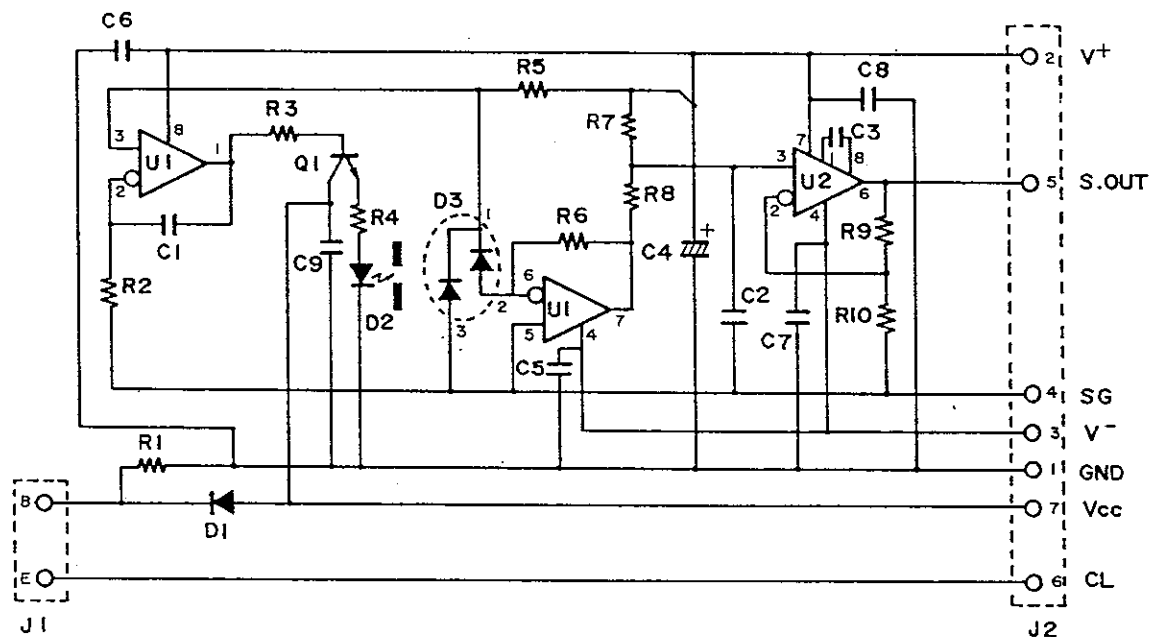 C6
2 V+
R5
C8
R3
R7
C3
3 8 1
U1
2
Q1
7
3 1 8
U2
2 4 6
5 S.OUT
D3
1
R8
R4
R6
C1
C9
C4 +
R9
R2
6
U1
5 4 7
2
3
D2
C2
R10
C7
C5
4 SG
3 V-
R1
1 GND
B
D1
7 Vcc
E
6 CL
J1
J2